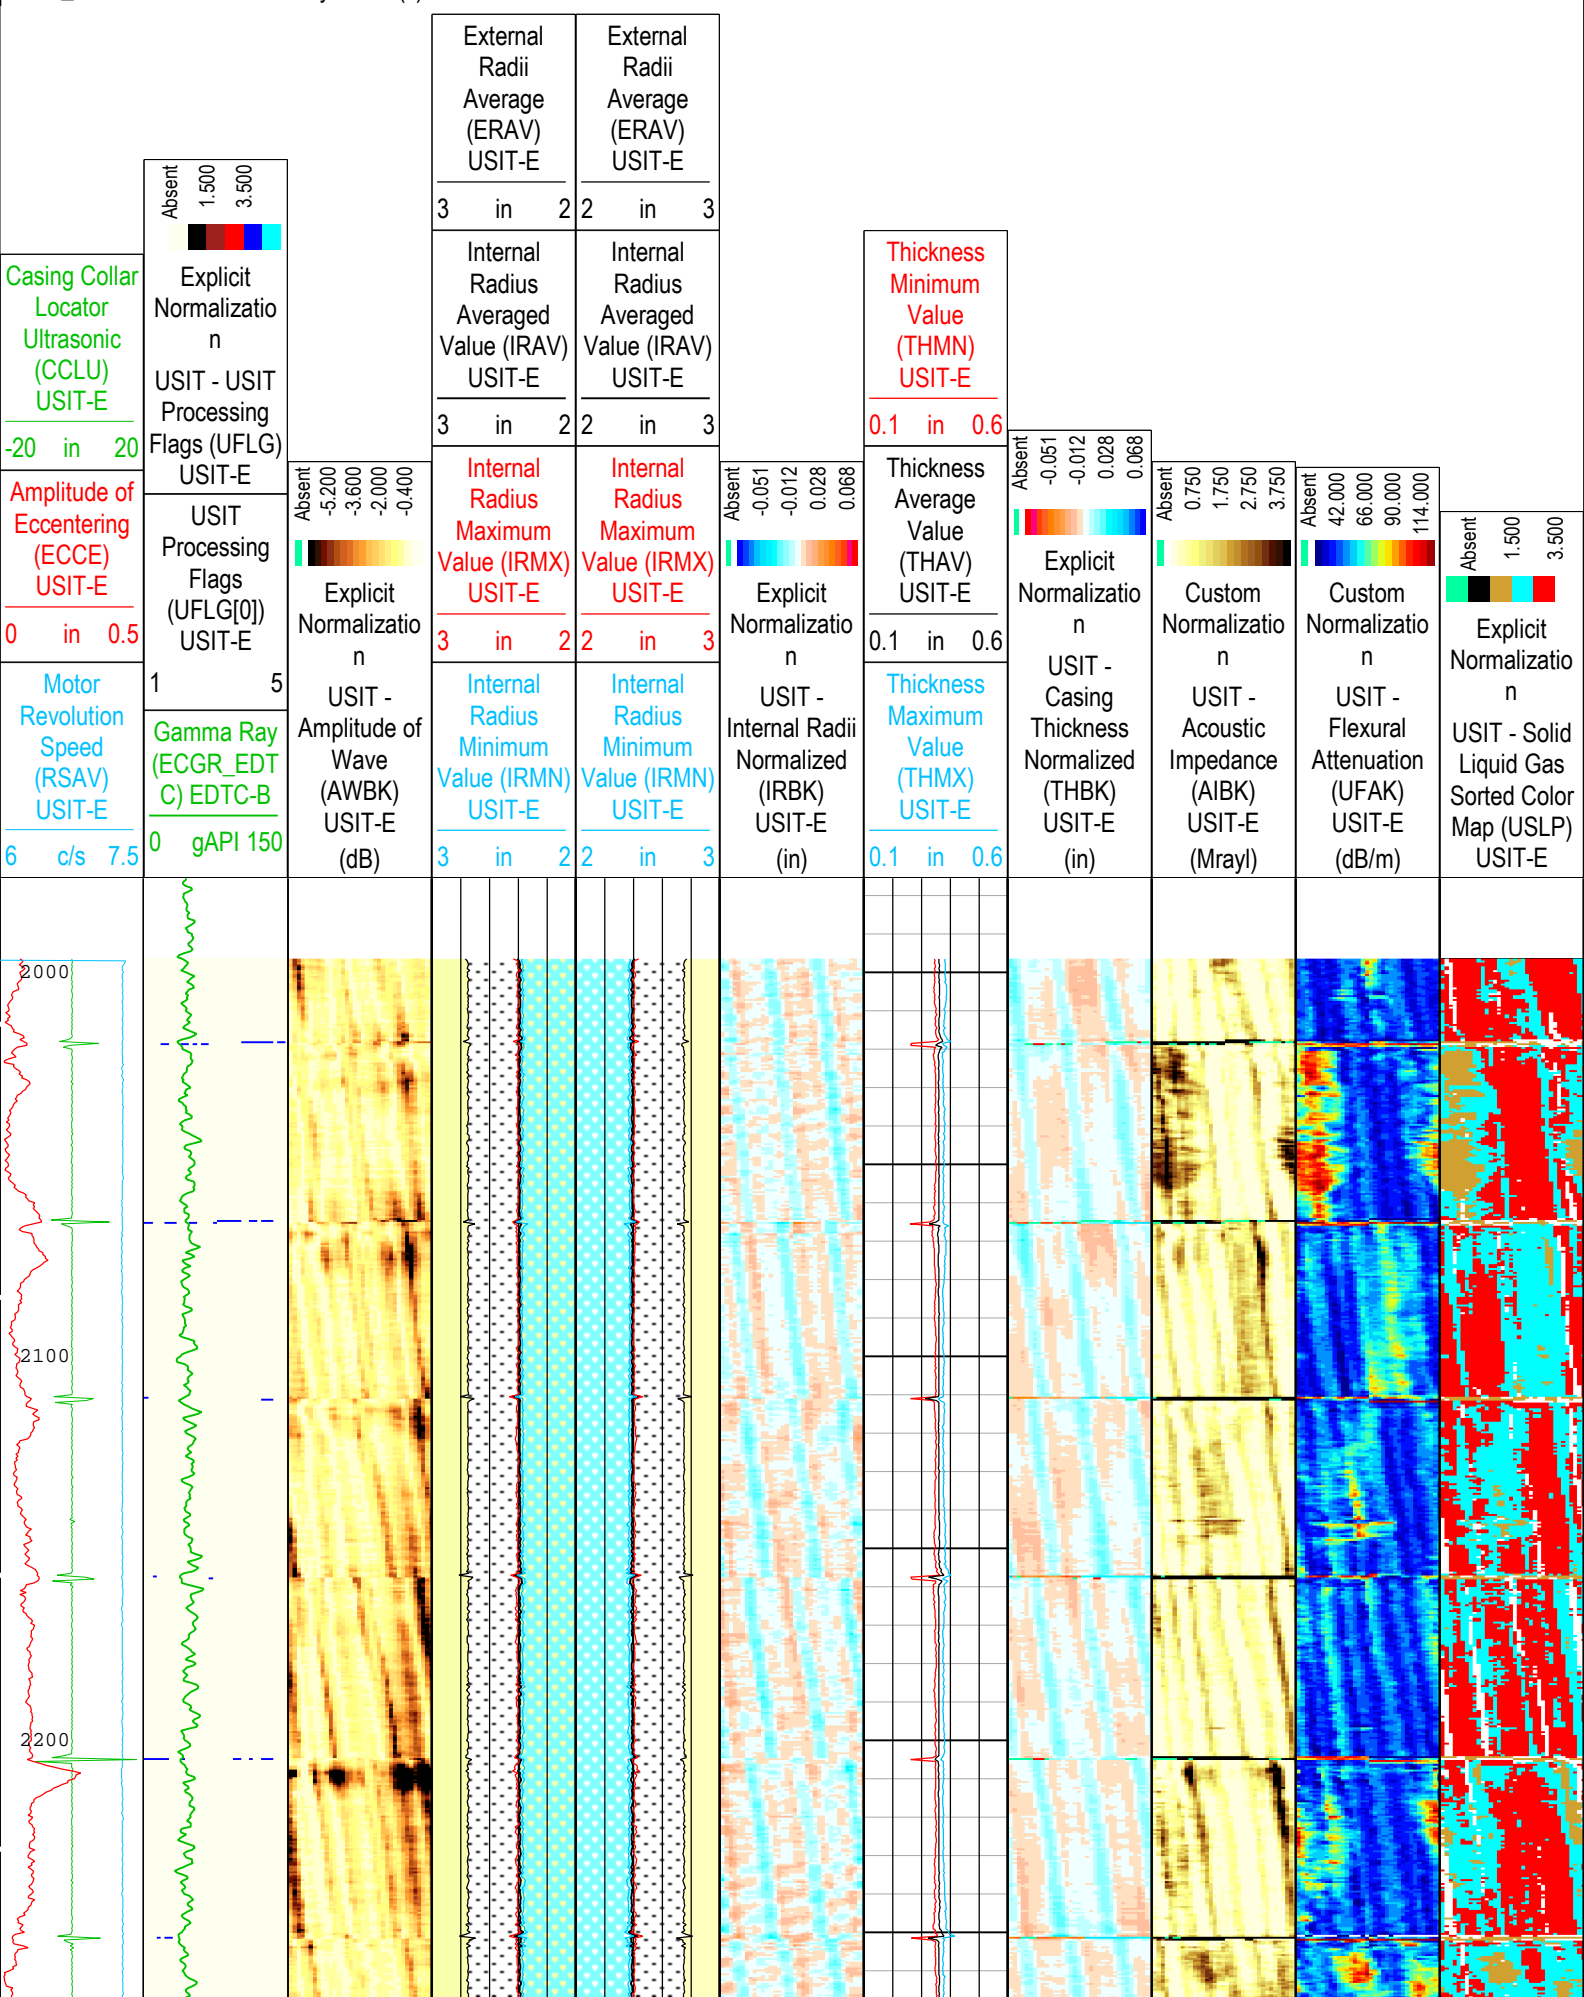 External
Radii
Average
(ERAV)
USIT-E
3 in 2
External
Radii
Average
(ERAV)
USIT-E
2 in 3
Absent
1.500
3.500
Explicit
Normalizatio
n
USIT - USIT
Processing
Flags (UFLG)
USIT-E
USIT
Processing
Flags
(UFLG[0])
USIT-E
1 5
Gamma Ray
(ECGR_EDT
C) EDTC-B
0 gAPI 150
Casing Collar
Locator
Ultrasonic
(CCLU)
USIT-E
-20 in 20
Amplitude of
Eccentering
(ECCE)
USIT-E
0 in 0.5
Motor
Revolution
Speed
(RSAV)
USIT-E
6 c/s 7.5
Absent
-5.200
-3.600
-2.000
-0.400
Explicit
Normalizatio
n
USIT -
Amplitude of
Wave
(AWBK)
USIT-E
(dB)
Internal
Radius
Averaged
Value (IRAV)
USIT-E
3 in 2
Internal
Radius
Maximum
Value (IRMX)
USIT-E
3 in 2
Internal
Radius
Minimum
Value (IRMN)
USIT-E
3 in 2
Internal
Radius
Averaged
Value (IRAV)
USIT-E
2 in 3
Internal
Radius
Maximum
Value (IRMX)
USIT-E
2 in 3
Internal
Radius
Minimum
Value (IRMN)
USIT-E
2 in 3
Absent
-0.051
-0.012
0.028
0.068
Explicit
Normalizatio
n
USIT -
Internal Radii
Normalized
(IRBK)
USIT-E
(in)
Thickness
Minimum
Value
(THMN)
USIT-E
0.1 in 0.6
Thickness
Average
Value
(THAV)
USIT-E
0.1 in 0.6
Thickness
Maximum
Value
(THMX)
USIT-E
0.1 in 0.6
Absent
-0.051
-0.012
0.028
0.068
Explicit
Normalizatio
n
USIT -
Casing
Thickness
Normalized
(THBK)
USIT-E
(in)
Absent
0.750
1.750
2.750
3.750
Custom
Normalizatio
n
USIT -
Acoustic
Impedance
(AIBK)
USIT-E
(Mrayl)
Absent
42.000
66.000
90.000
114.000
Custom
Normalizatio
n
USIT -
Flexural
Attenuation
(UFAK)
USIT-E
(dB/m)
Absent
1.500
3.500
Explicit
Normalizatio
n
USIT - Solid
Liquid Gas
Sorted Color
Map (USLP)
USIT-E
2000
2100
2200